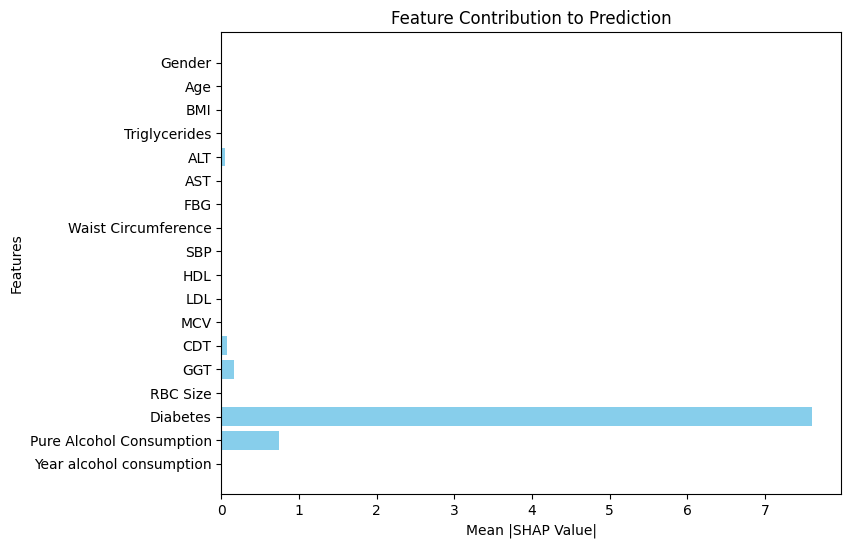 Feature Contribution to Prediction
Features
Gender
Age
BMI
Triglycerides
ALT
AST
FBG
Waist Circumference
SBP
HDL
LDL
MCV
CDT
GGT
RBC Size
Diabetes
Pure Alcohol Consumption
Year alcohol consumption
0 1 2 3 4 5 6 7
Mean |SHAP Value|